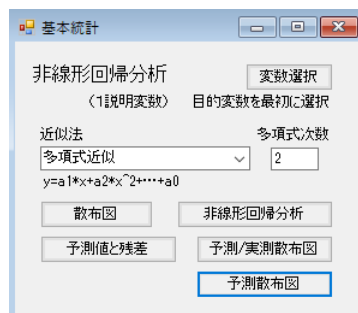 基本統計
非線形回帰分析
変数選択
(1説明変数)
目的変数を最初に選択
近似法
多項式次数
多項式近似
2
y=a1*x+a2*x^2+…+a0
散布図
非線形回帰分析
予測値と残差
予測/実測散布図
予測散布図